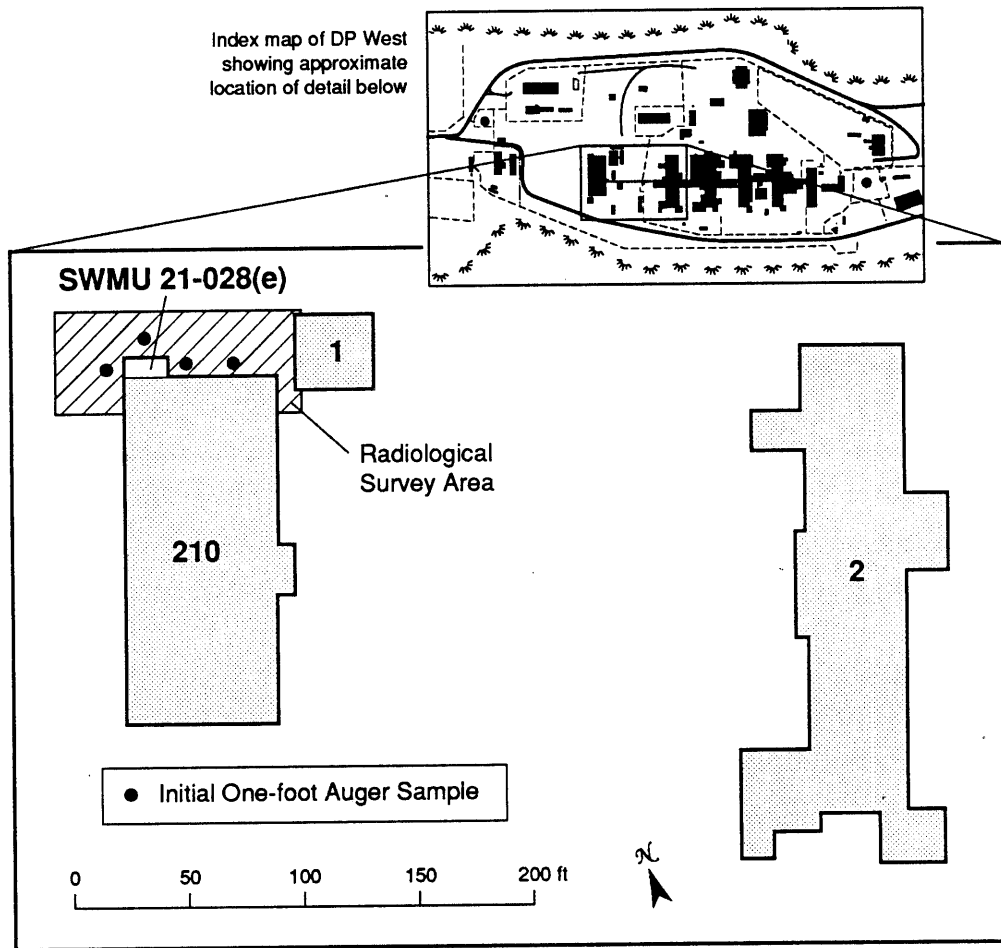 Index map of DP West
showing approximate
location of detail below
SWMU 21-028(e)
1
Radiological
Survey Area
210
2
● Initial One-foot Auger Sample
0 50 100 150 200 ft
N